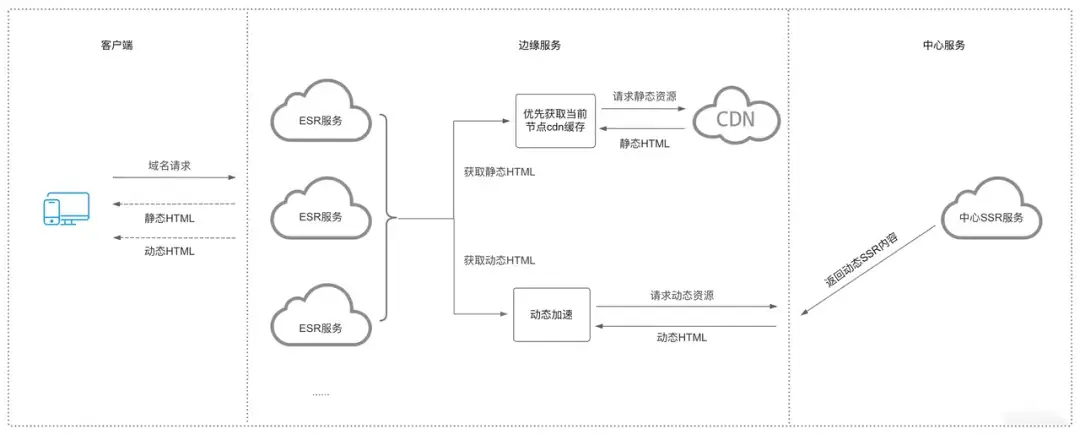 客户端
边缘服务
中心服务
ESR服务
优先获取当前
节点cdn缓存
请求静态资源
CDN
静态HTML
域名请求
获取静态HTML
静态HTML
ESR服务
中心SSR服务
动态HTML
获取动态HTML
返回动态SSR内容
请求动态资源
ESR服务
动态加速
动态HTML
......